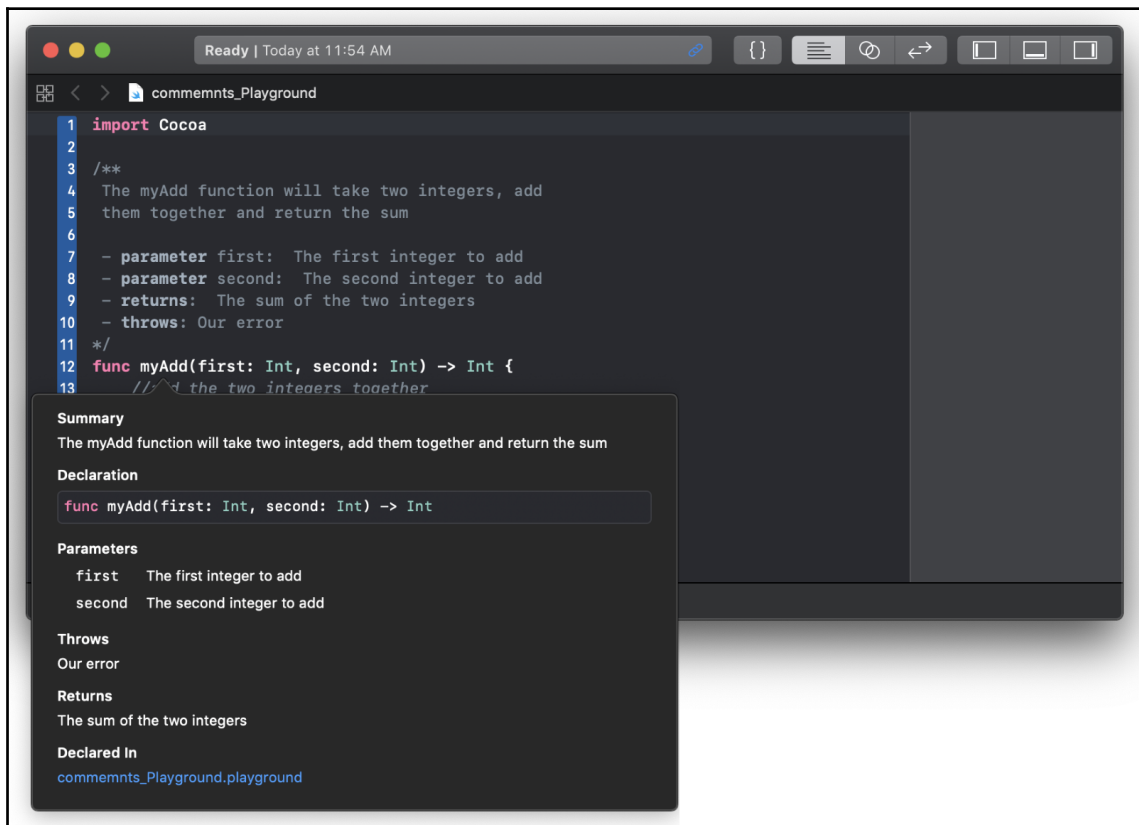 Ready | Today at 11:54 AM
{}
commemnts_Playground
1 import Cocoa
2
3 /**
4 The myAdd function will take two integers, add
5 them together and return the sum
6
7 - parameter first:  The first integer to add
8 - parameter second:  The second integer to add
9 - returns:  The sum of the two integers
10 - throws: Our error
11 */
12 func myAdd(first: Int, second: Int) -> Int {
13 // the two integers together
Summary
The myAdd function will take two integers, add them together and return the sum
Declaration
func myAdd(first: Int, second: Int) -> Int
Parameters
first The first integer to add
second The second integer to add
Throws
Our error
Returns
The sum of the two integers
Declared In
commemnts_Playground.playground